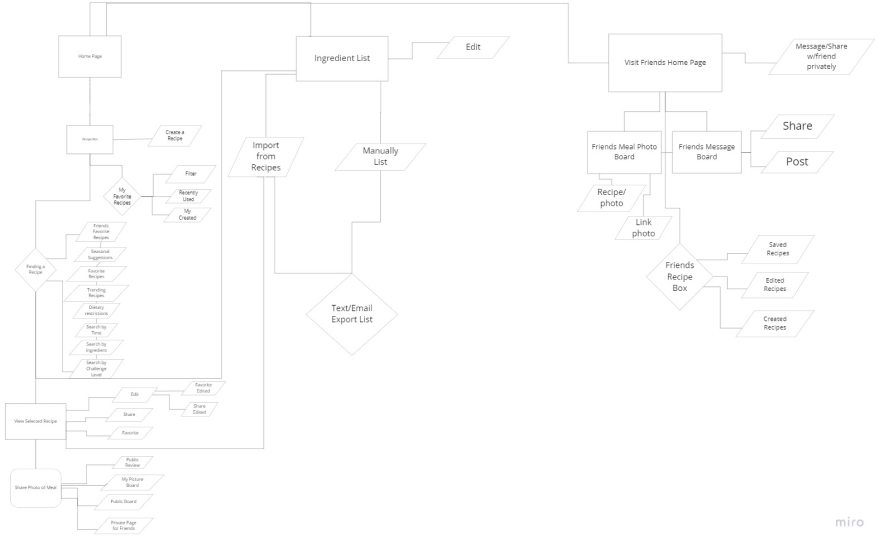 Home Page
Ingredient List
Edit
Visit Friends Home Page
Message/Share
w/friend
privately
Create a
Recipe
Import
from
Recipes
Manually
List
Friends Meal Photo
Board
Friends Message
Board
Share
Post
My
Favorite
Recipes
Filter
Recently
Used
My
Created
Recipe/
photo
Link
photo
Friends
Favorite
Recipes
Seasonal
Suggestions
Finding a
Recipe
Favorite
Recipes
Trending
Recipes
Dietary
restrictions
Search by
Time
Search by
Ingredient
Search by
Challenge
Level
Friends
Recipe
Box
Saved
Recipes
Edited
Recipes
Created
Recipes
Text/Email
Export List
View Selected Recipe
Edit
Favorite
Edited
Share
Edited
Share
Favorite
Share Photo of Meal
Public
Review
My Picture
Board
Public Board
Private Page
for Friends
miro